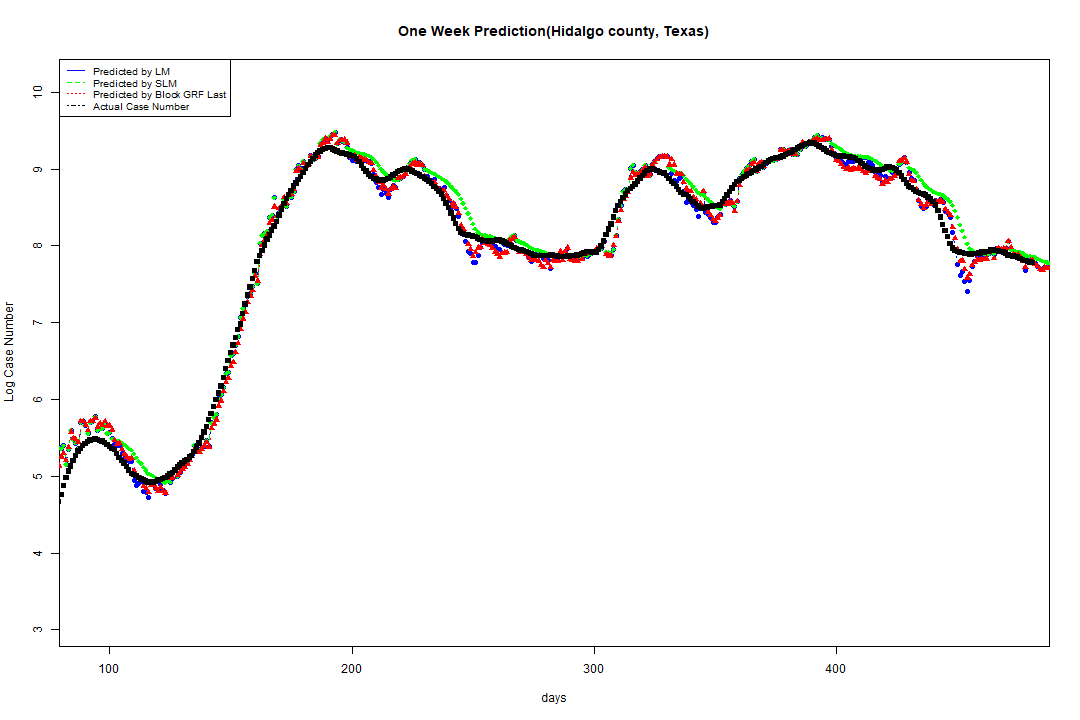 One Week Prediction(Hidalgo county, Texas)
Predicted by LM
Predicted by SLM
Predicted by Block GRF Last
Actual Case Number
10
9
8
7
6
5
4
3
Log Case Number
100
200
300
400
days